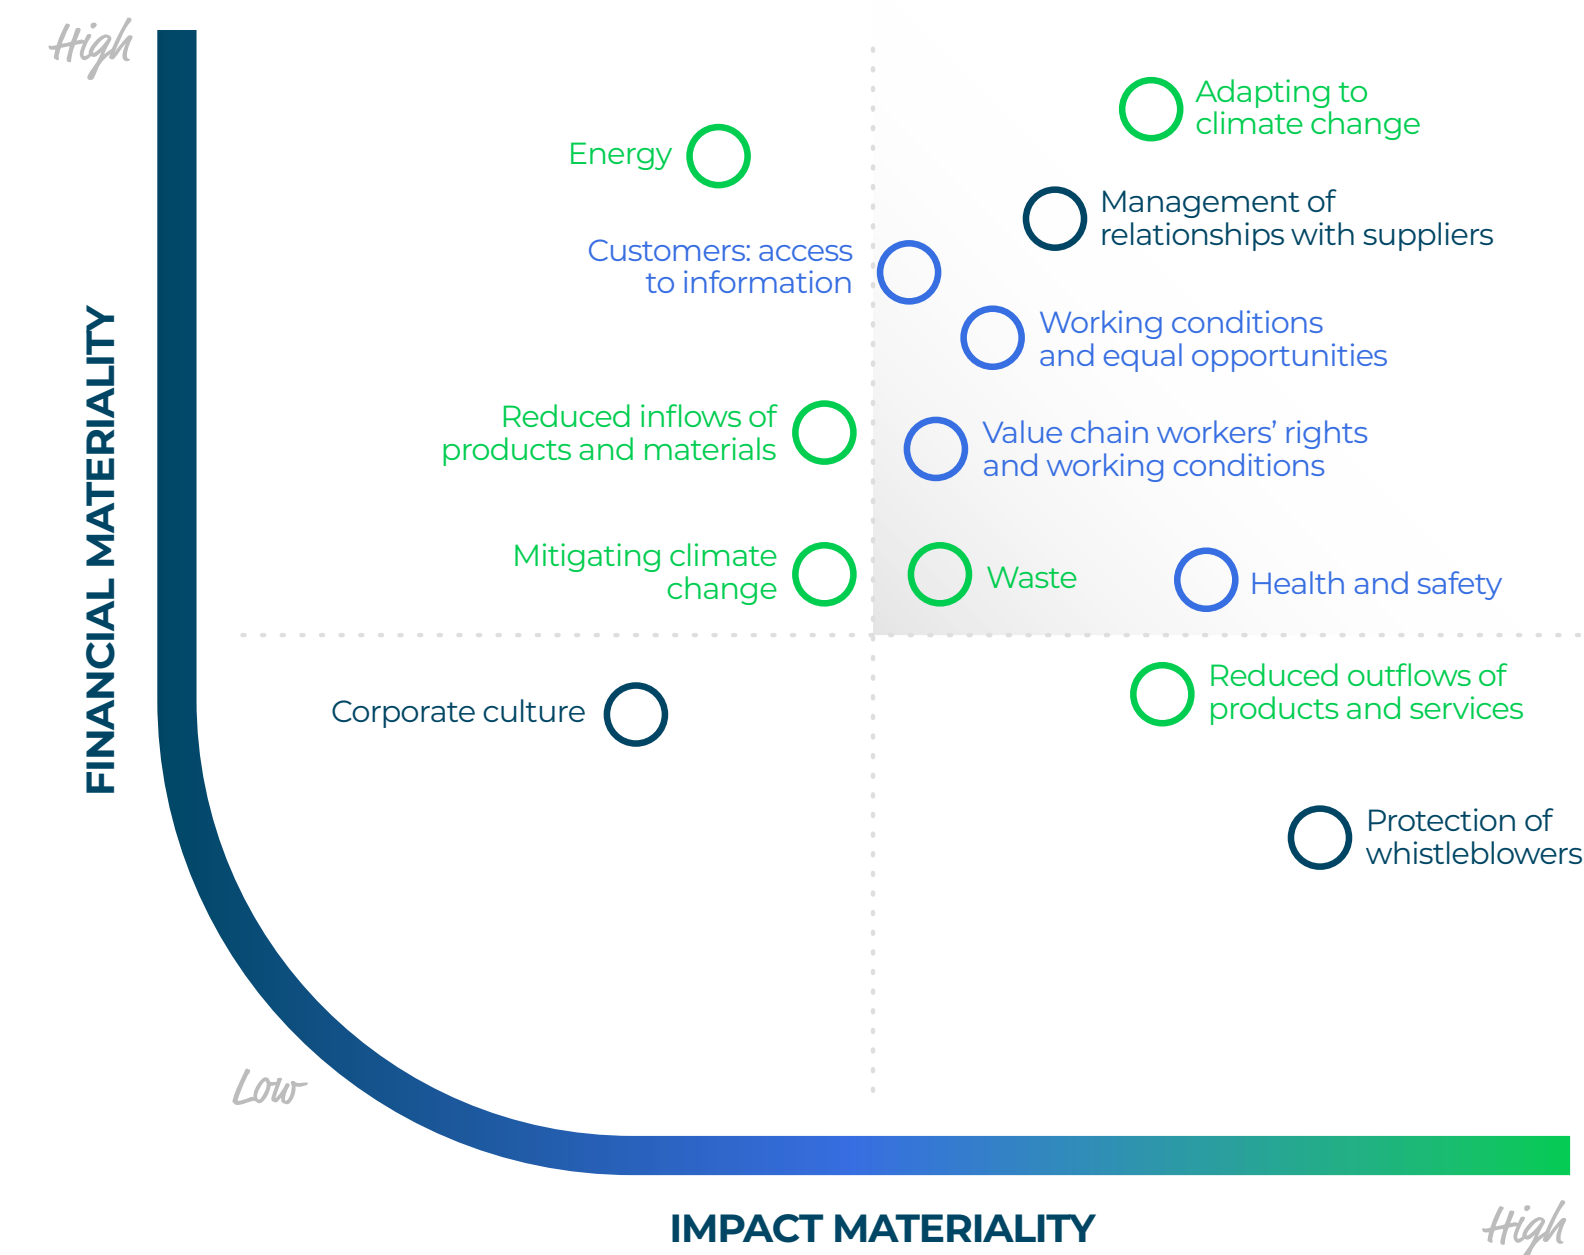 High
Adapting to
climate change
Energy
Management of
relationships with suppliers
Customers: access
to information
Working conditions
and equal opportunities
FINANCIAL MATERIALITY
Reduced inflows of
products and materials
Value chain workers’ rights
and working conditions
Mitigating climate
change
Waste
Health and safety
Reduced outflows of
products and services
Corporate culture
Protection of
whistleblowers
Low
IMPACT MATERIALITY
High